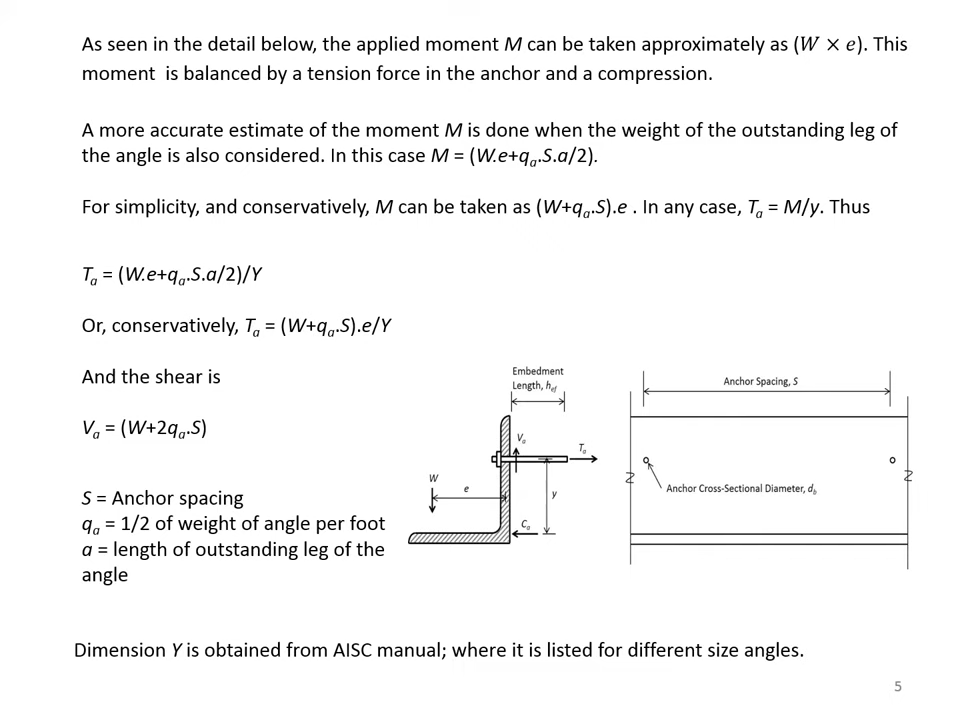 As seen in the detail below, the applied moment M can be taken approximately as (W × e). This
moment is balanced by a tension force in the anchor and a compression.
A more accurate estimate of the moment M is done when the weight of the outstanding leg of
the angle is also considered. In this case M = (W.e+qa.S.a/2).
For simplicity, and conservatively, M can be taken as (W+qa.S).e . In any case, Ta = M/y. Thus
Ta = (W.e+qa.S.a/2)/Y
Or, conservatively, Ta = (W+qa.S).e/Y
And the shear is
Va = (W+2qa.S)
S = Anchor spacing
qa = 1/2 of weight of angle per foot
a = length of outstanding leg of the
angle
Embedment
Length, hef
Va
Ta
W
e
y
Ca
Anchor Spacing, S
Anchor Cross-Sectional Diameter, db
Dimension Y is obtained from AISC manual; where it is listed for different size angles.
5